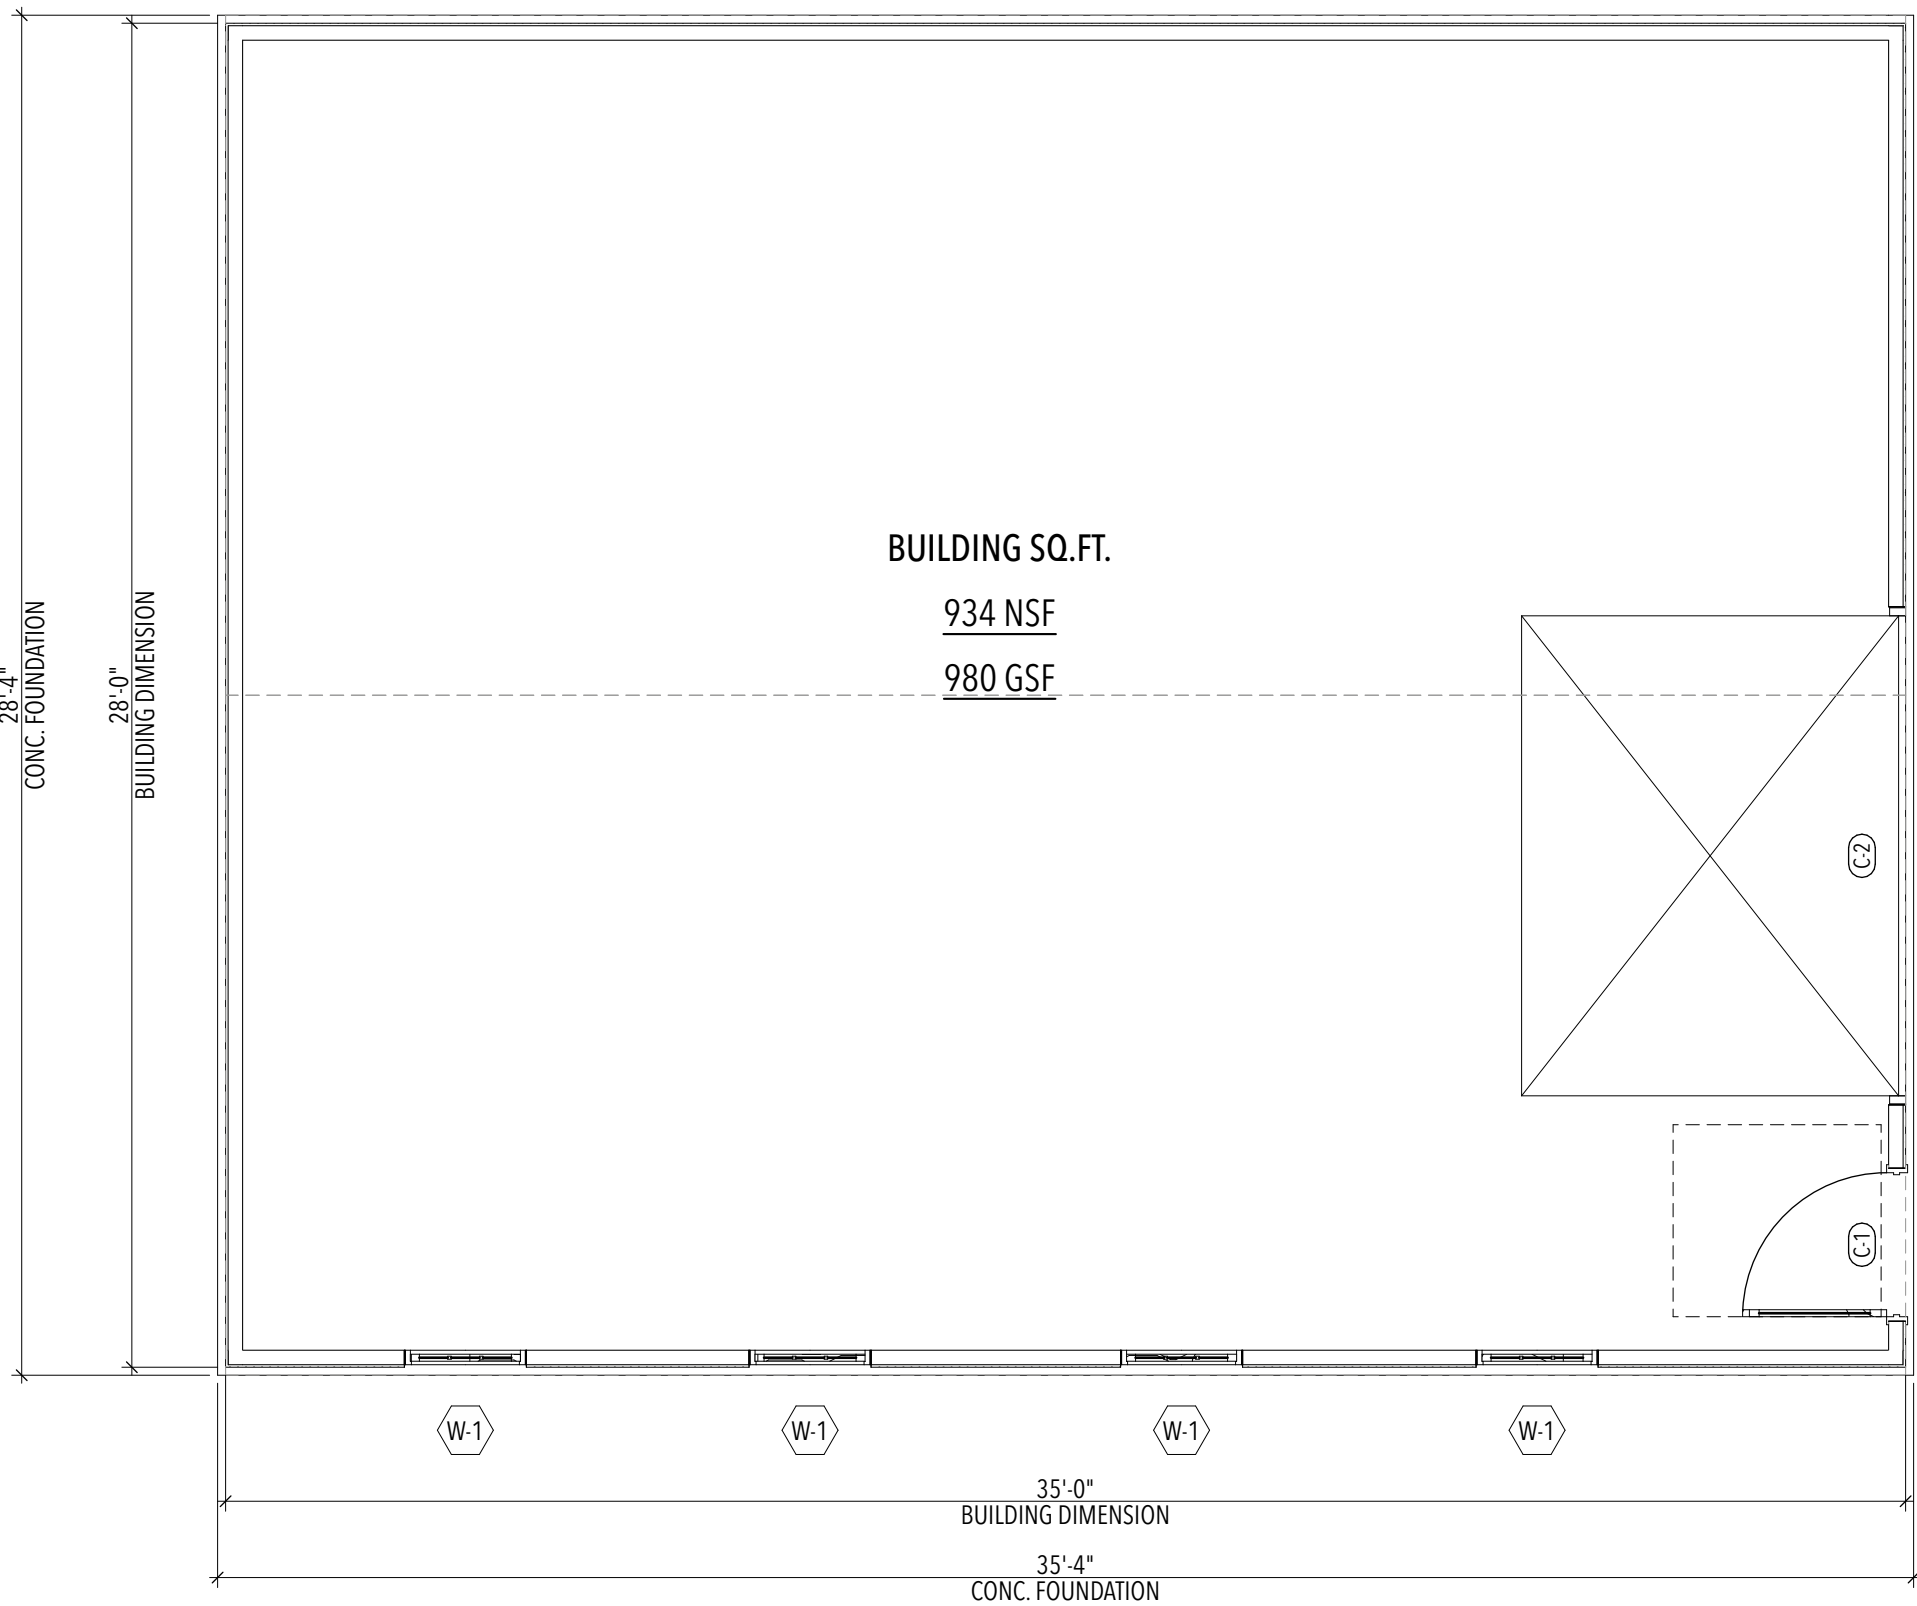 BUILDING SQ.FT.
934 NSF
980 GSF
28'-4"
CONC. FOUNDATION
28'-0"
BUILDING DIMENSION
C-2
C-1
W-1
W-1
W-1
W-1
35'-0"
BUILDING DIMENSION
35'-4"
CONC. FOUNDATION